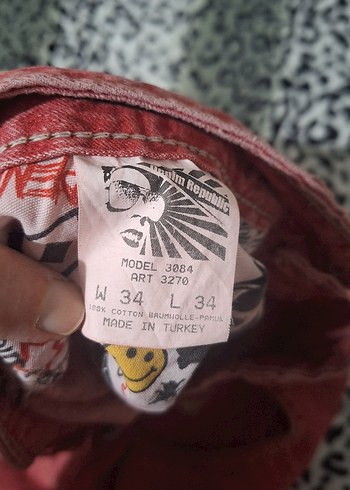 Denim Republic
MODEL 3084
ART 3270
W 34 L 34
100% COTTON BAUMWOLLE-PAMUK
MADE IN TURKEY